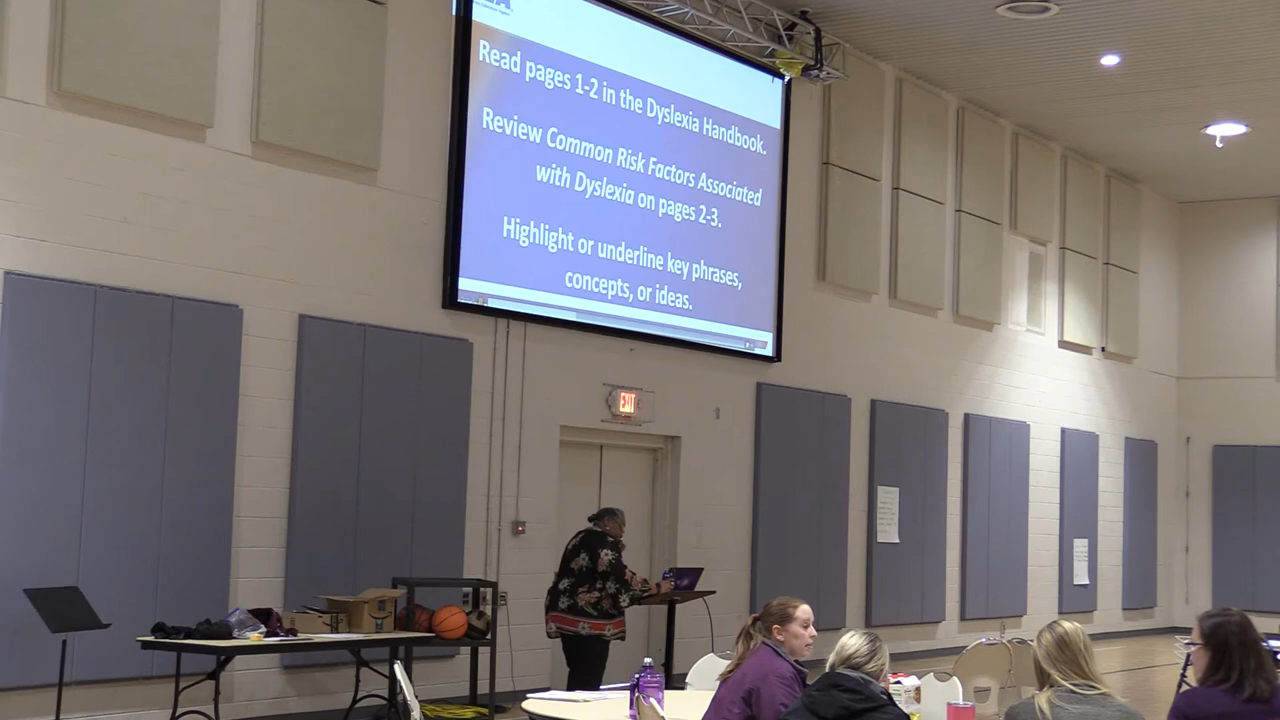 Read pages 1-2 in the Dyslexia Handbook.
Review Common Risk Factors Associated
with Dyslexia on pages 2-3.
Highlight or underline key phrases,
concepts, or ideas.
EXIT